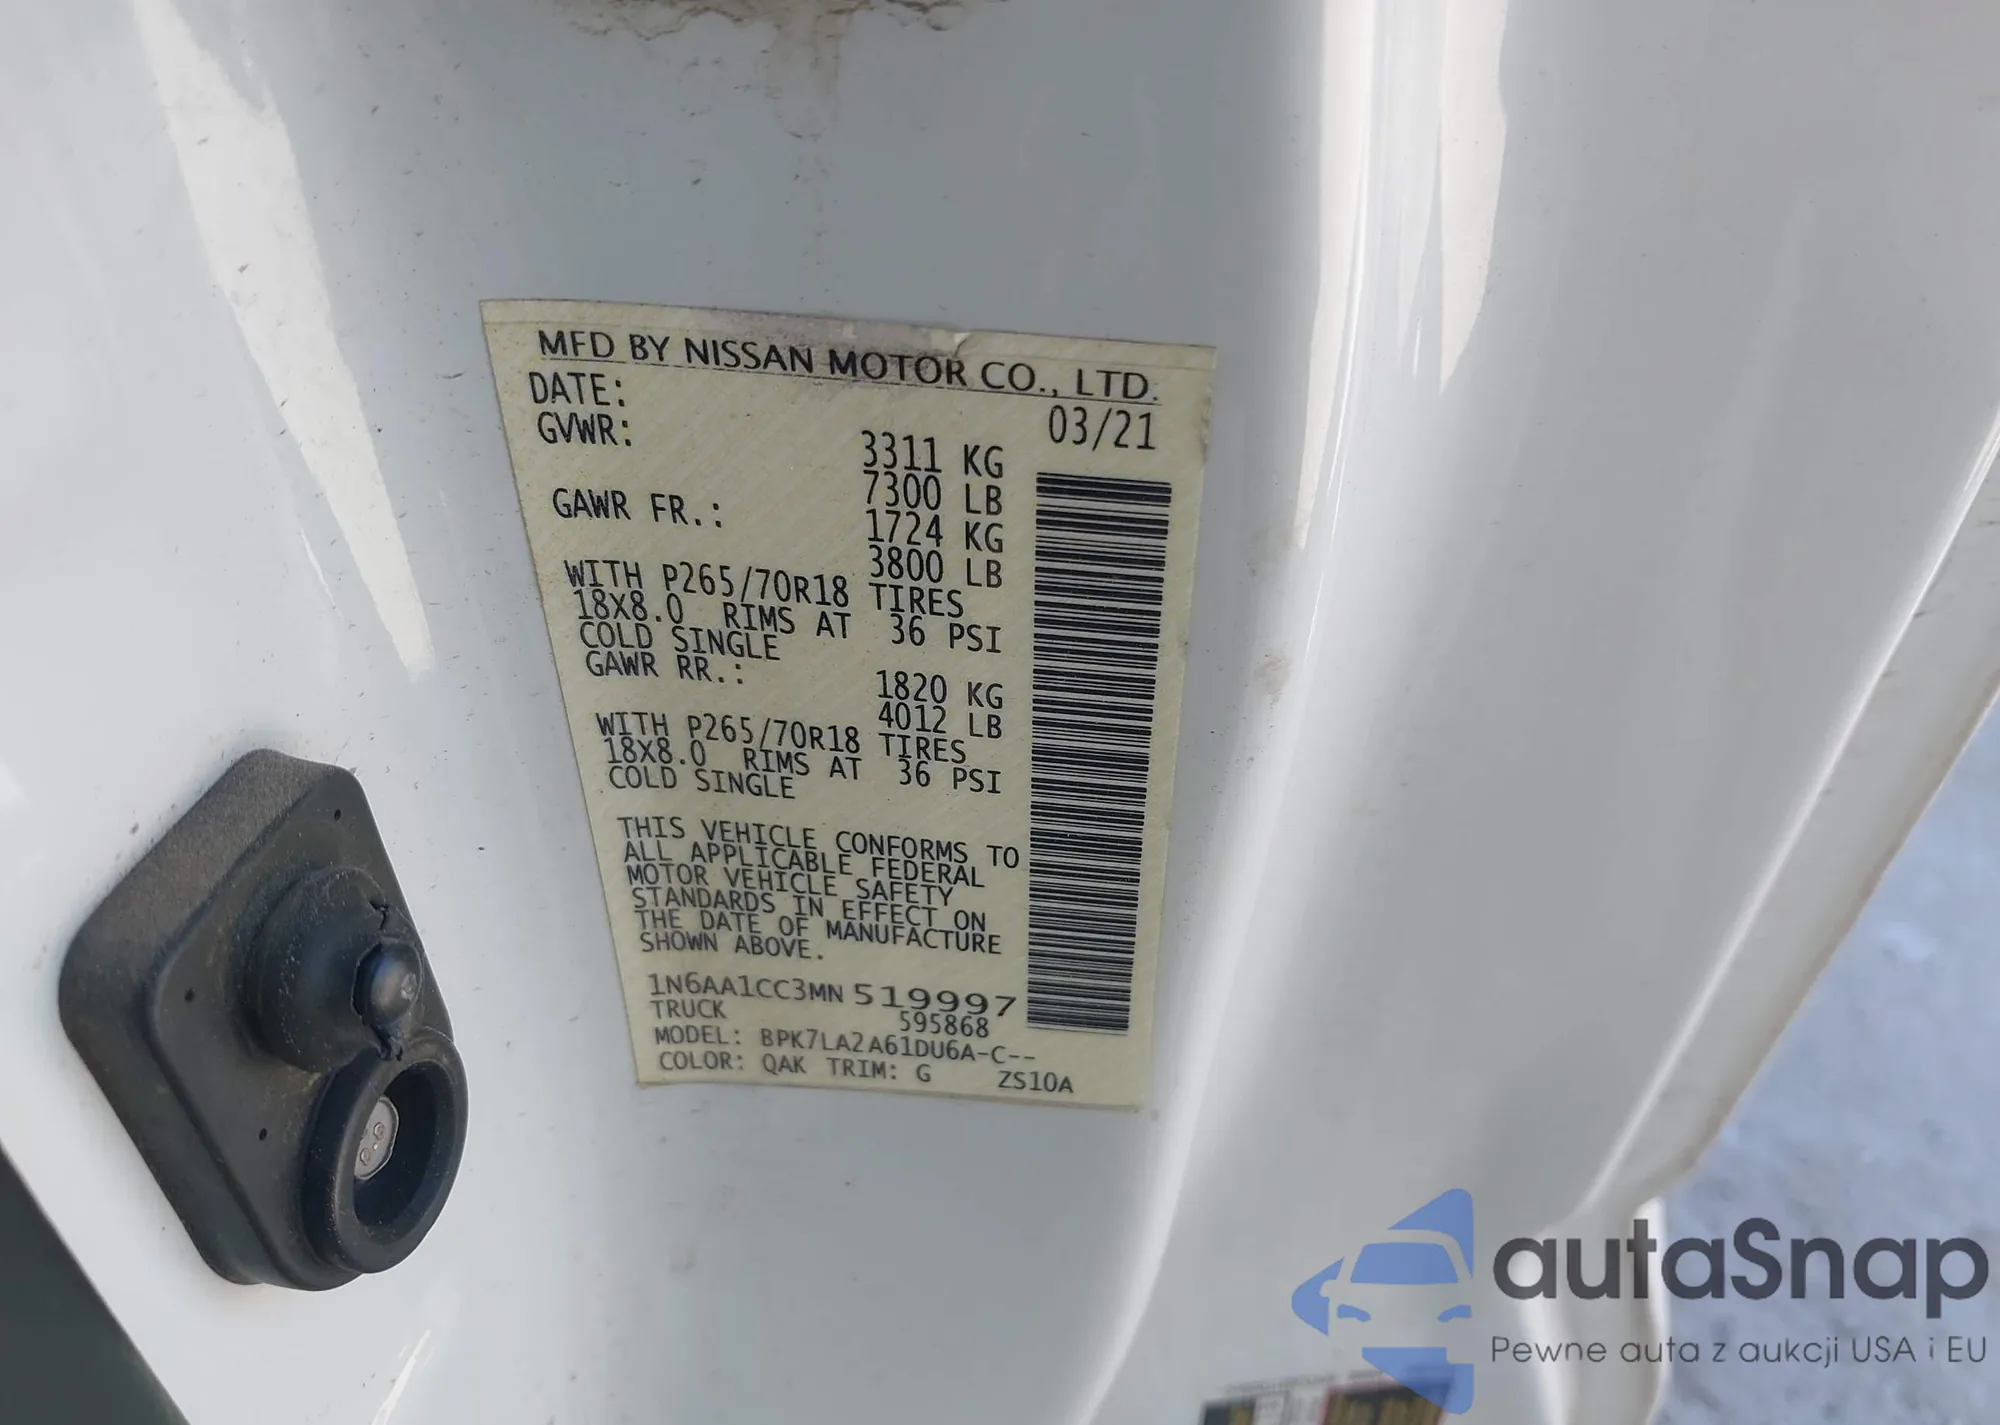 MFD BY NISSAN MOTOR CO., LTD.
DATE: 03/21
GVWR: 3311 KG
7300 LB
GAWR FR.: 1724 KG
3800 LB
WITH P265/70R18 TIRES
18X8.0 RIMS AT 36 PSI
COLD SINGLE
GAWR RR.: 1820 KG
4012 LB
WITH P265/70R18 TIRES
18X8.0 RIMS AT 36 PSI
COLD SINGLE
THIS VEHICLE CONFORMS TO
ALL APPLICABLE FEDERAL
MOTOR VEHICLE SAFETY
STANDARDS IN EFFECT ON
THE DATE OF MANUFACTURE
SHOWN ABOVE.
1N6AA1CC3MN519997
TRUCK 595868
MODEL: BPK7LA2A61DU6A-C--
COLOR: QAK TRIM: G ZS10A
autaSnap
Pewne auta z aukcji USA i EU